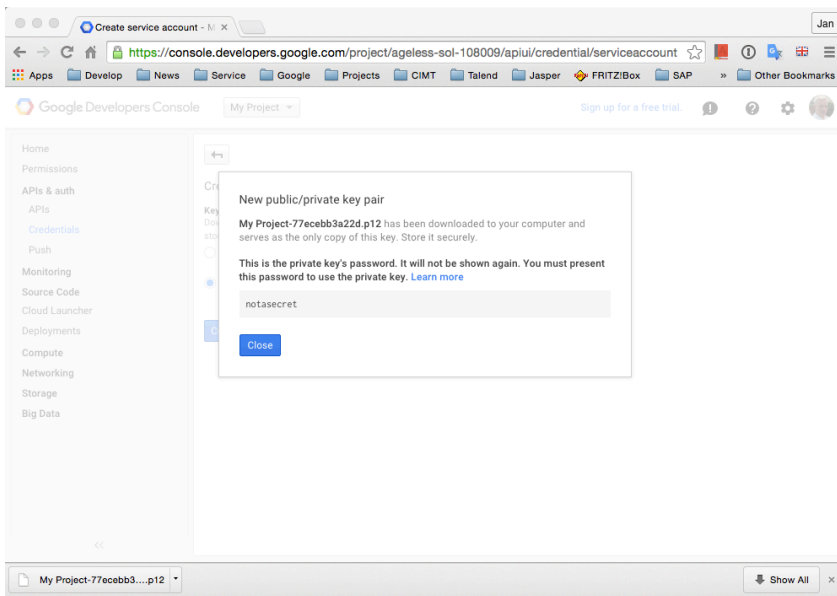 Create service account - M
Jan
https://console.developers.google.com/project/ageless-sol-108009/apiui/credential/serviceaccount
Apps Develop News Service Google Projects CIMT Talend Jasper FRITZ!Box SAP » Other Bookmarks
Google Developers Console My Project Sign up for a free trial.
Home
Permissions
APIs & auth
APIs
Credentials
Push
Monitoring
Source Code
Cloud Launcher
Deployments
Compute
Networking
Storage
Big Data
Cre
Key
New public/private key pair
My Project-77ecebb3a22d.p12 has been downloaded to your computer and
serves as the only copy of this key. Store it securely.
This is the private key's password. It will not be shown again. You must present
this password to use the private key. Learn more
notasecret
Close
My Project-77ecebb3....p12
Show All